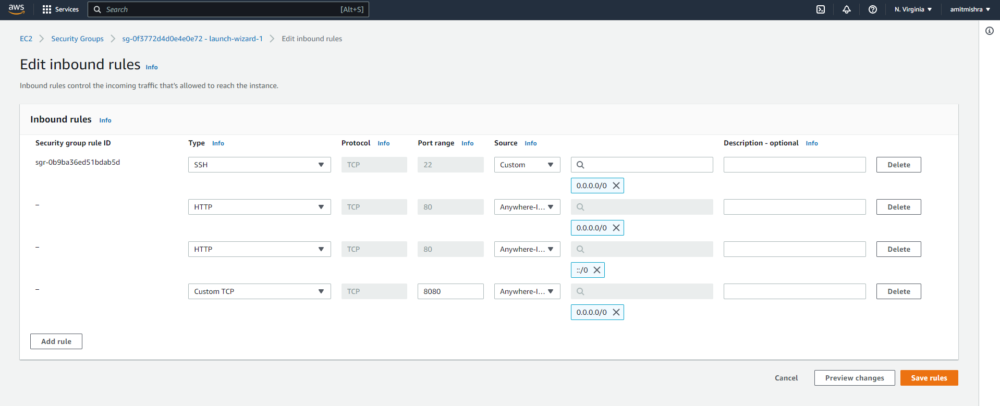 aws Services Search [Alt+S] N. Virginia amitmishra
EC2 Security Groups sg-0f3772d4d0e4e0e72 - launch-wizard-1 Edit inbound rules
Edit inbound rules Info
Inbound rules control the incoming traffic that's allowed to reach the instance.
Inbound rules Info
Security group rule ID Type Info Protocol Info Port range Info Source Info Description - optional Info
sgr-0b9ba36ed51bdab5d SSH TCP 22 Custom Delete
0.0.0.0/0
– HTTP TCP 80 Anywhere-I... Delete
0.0.0.0/0
– HTTP TCP 80 Anywhere-I... Delete
::/0
– Custom TCP TCP 8080 Anywhere-I... Delete
0.0.0.0/0
Add rule
Cancel Preview changes Save rules